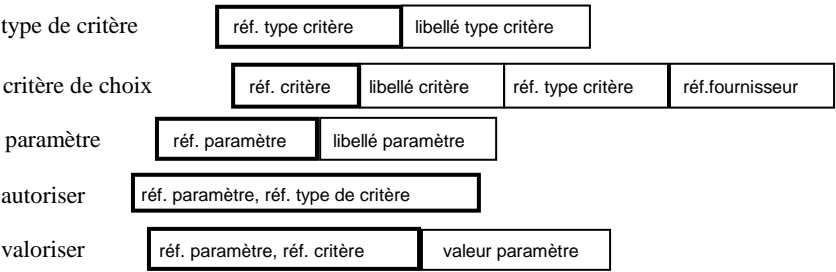 type de critère réf. type critère libellé type critère
critère de choix réf. critère libellé critère réf. type critère réf.fournisseur
paramètre réf. paramètre libellé paramètre
autoriser réf. paramètre, réf. type de critère
valoriser réf. paramètre, réf. critère valeur paramètre